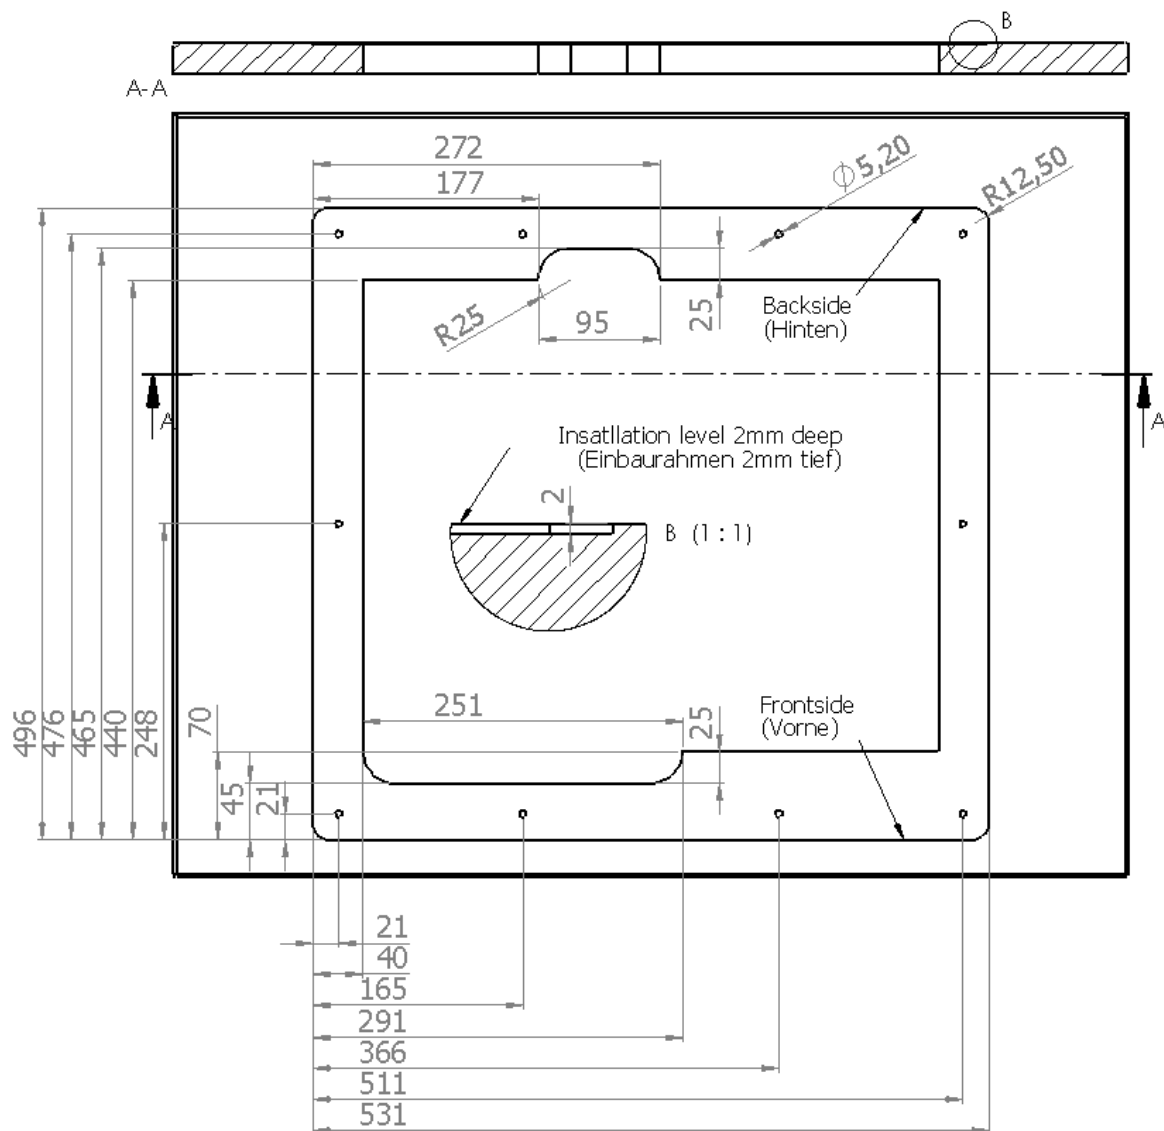 B
A-A
272
177
∅5,20
R12,50
R25
95
25
Backside
(Hinten)
A
A
Insatllation level 2mm deep
(Einbaurahmen 2mm tief)
2
B (1:1)
496
476
465
440
248
70
45
21
251
25
Frontside
(Vorne)
21
40
165
291
366
511
531